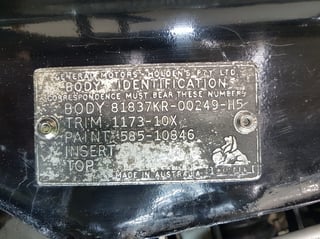 GENERAL MOTORS - HOLDEN'S PTY. LTD.
BODY IDENTIFICATION
CORRESPONDENCE MUST BEAR THESE NUMBERS
BODY 81837KR-00249-H5
TRIM 1173-10X
PAINT 585-10846
INSERT
TOP
MADE IN AUSTRALIA